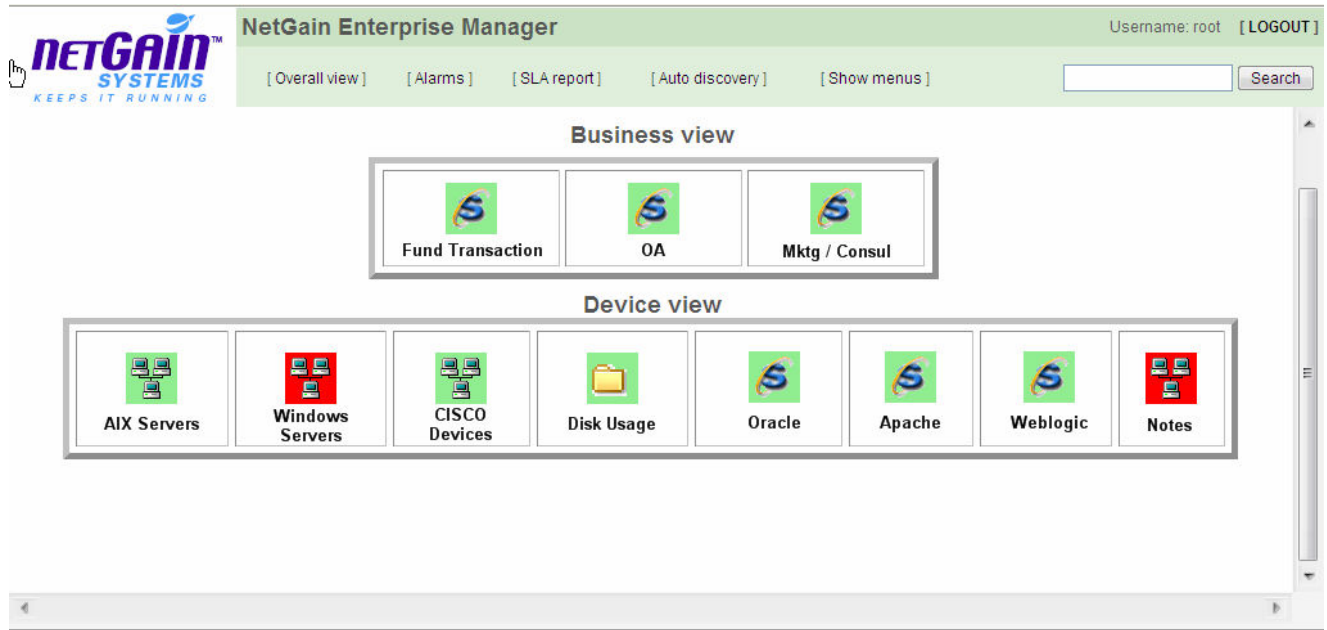 netGain™
SYSTEMS
KEEPS IT RUNNING
NetGain Enterprise Manager
Username: root [ LOGOUT ]
[ Overall view ] [ Alarms ] [ SLA report ] [ Auto discovery ] [ Show menus ] Search
Business view
Fund Transaction OA Mktg / Consul
Device view
AIX Servers Windows Servers CISCO Devices Disk Usage Oracle Apache Weblogic Notes